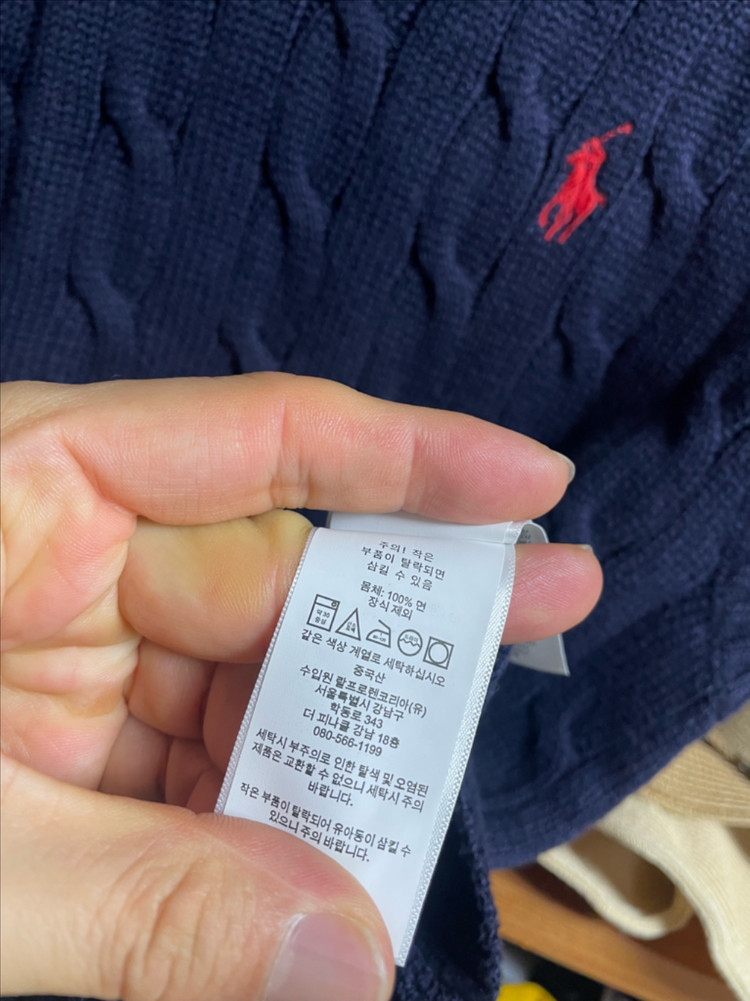 주의! 작은
부품이 탈락되면
삼킬 수 있음
몸체: 100% 면
장식 제외
약 30
중성
같은 색상 계열로 세탁하십시오
중국산
수입원 랄프로렌코리아(유)
서울특별시 강남구
학동로 343
더 피나클 강남 18층
080-566-1199
세탁시 부주의로 인한 탈색 및 오염된
제품은 교환할 수 없으니 세탁시 주의
바랍니다.
작은 부품이 탈락되어 유아동이 삼킬 수
있으니 주의 바랍니다.